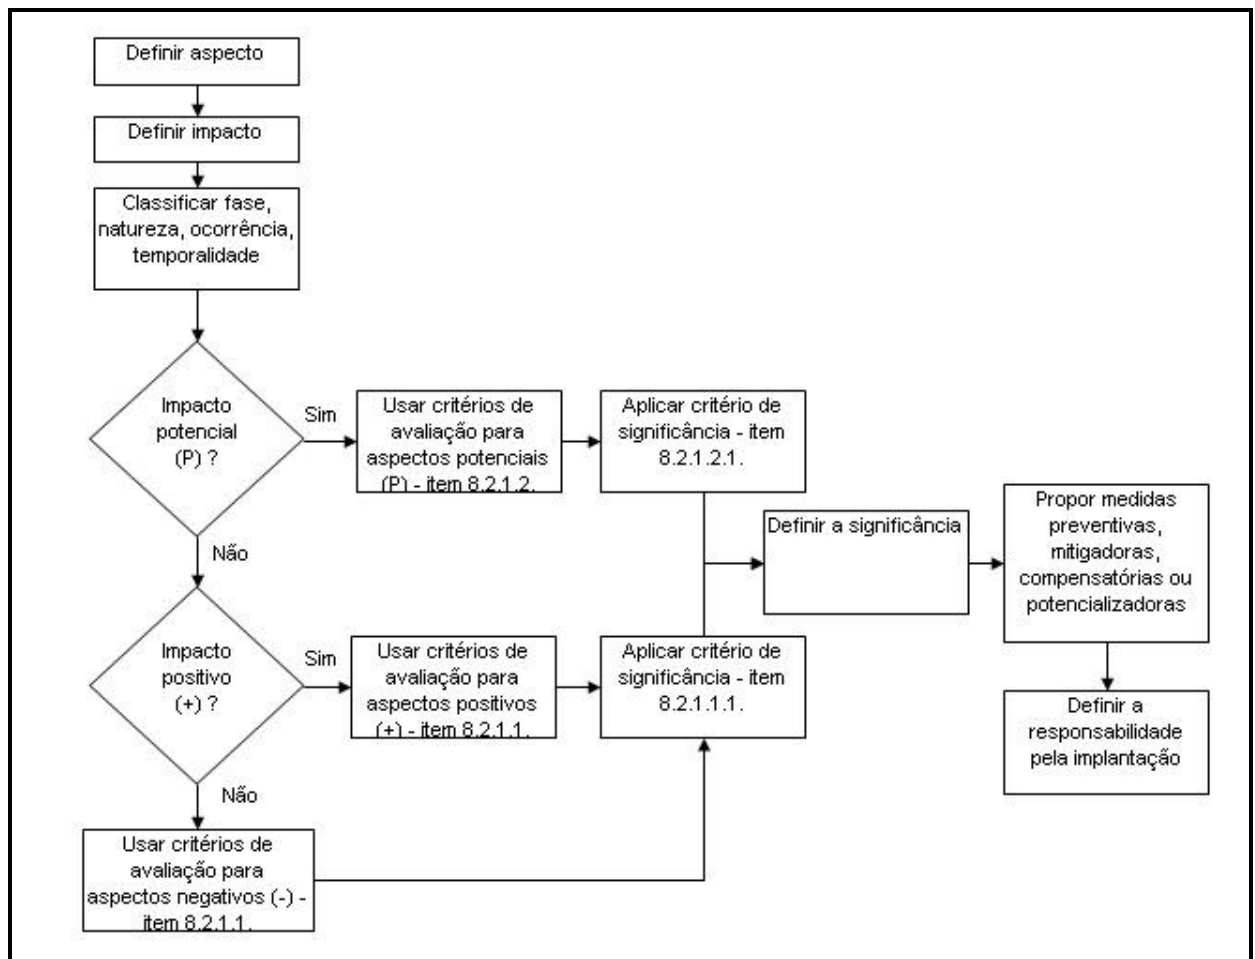 Definir aspecto
Definir impacto
Classificar fase,
natureza, ocorrência,
temporalidade
Impacto
potencial
(P) ?
Sim
Usar critérios de
avaliação para
aspectos potenciais
(P) - item 8.2.1.2.
Aplicar critério de
significância - item
8.2.1.2.1.
Não
Definir a significância
Propor medidas
preventivas,
mitigadoras,
compensatórias ou
potencializadoras
Impacto
positivo
(+) ?
Sim
Usar critérios de
avaliação para
aspectos positivos
(+) - item 8.2.1.1.
Aplicar critério de
significância - item
8.2.1.1.1.
Definir a
responsabilidade
pela implantação
Não
Usar critérios de
avaliação para
aspectos negativos (-) -
item 8.2.1.1.